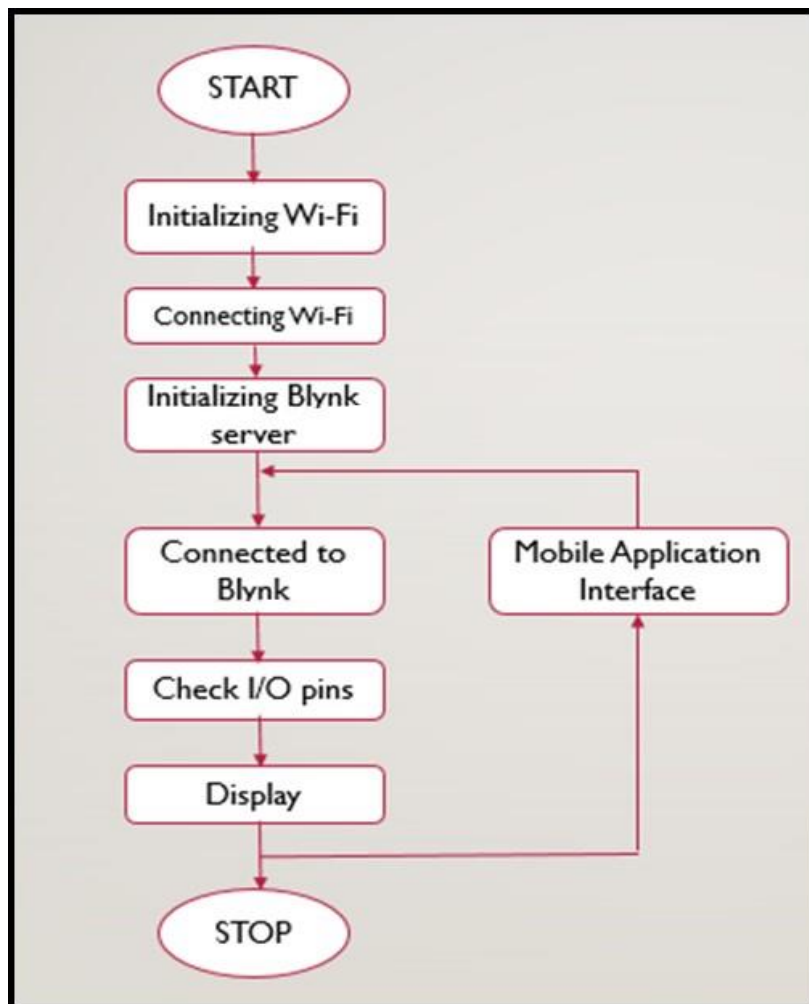 START
Initializing Wi-Fi
Connecting Wi-Fi
Initializing Blynk
server
Connected to
Blynk
Mobile Application
Interface
Check I/O pins
Display
STOP